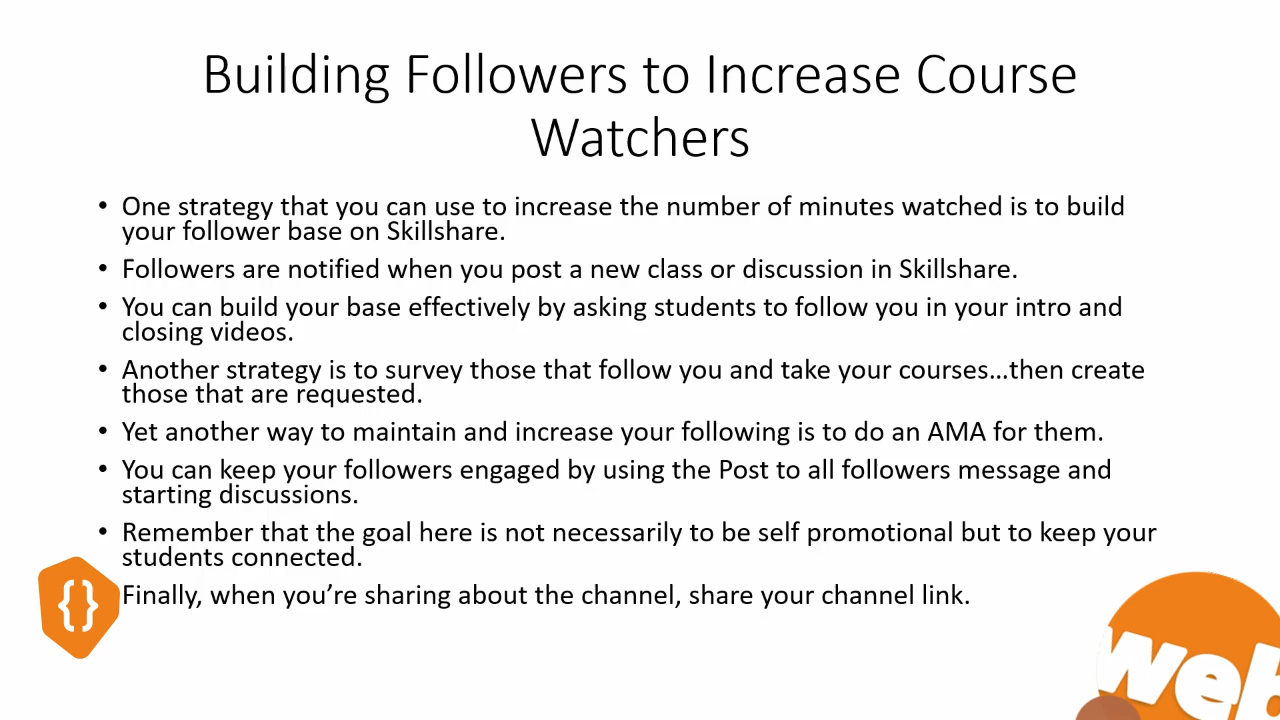 Building Followers to Increase Course
Watchers
• One strategy that you can use to increase the number of minutes watched is to build
your follower base on Skillshare.
• Followers are notified when you post a new class or discussion in Skillshare.
• You can build your base effectively by asking students to follow you in your intro and
closing videos.
• Another strategy is to survey those that follow you and take your courses…then create
those that are requested.
• Yet another way to maintain and increase your following is to do an AMA for them.
• You can keep your followers engaged by using the Post to all followers message and
starting discussions.
• Remember that the goal here is not necessarily to be self promotional but to keep your
students connected.
Finally, when you’re sharing about the channel, share your channel link.
{}
web